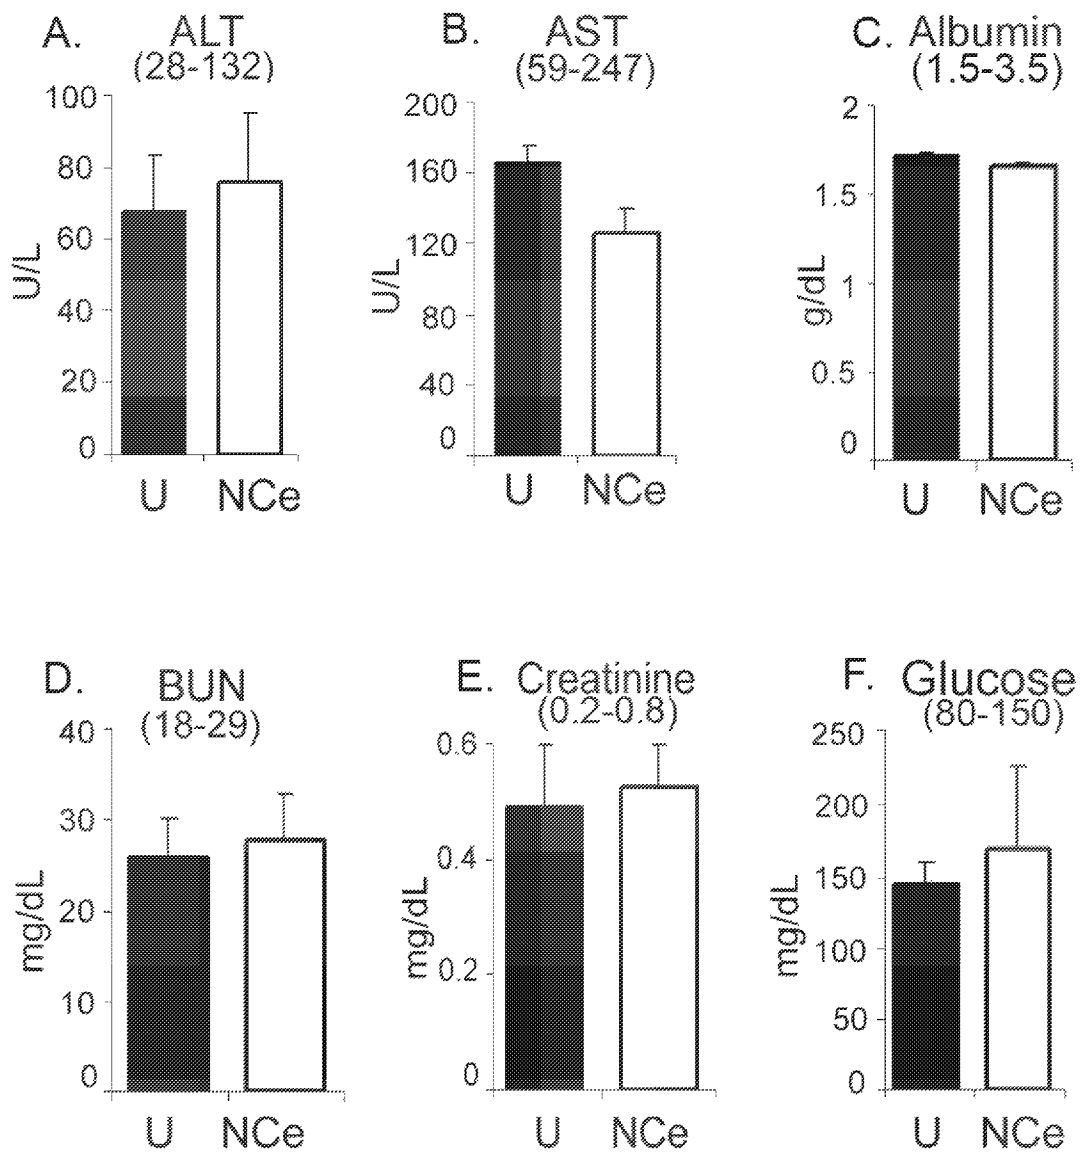 A. ALT
(28-132)
100
80
60
40
20
0
U/L
U NCe
B. AST
(59-247)
200
160
120
80
40
0
U/L
U NCe
C. Albumin
(1.5-3.5)
2
1.5
1
0.5
0
g/dL
U NCe
D. BUN
(18-29)
40
30
20
10
0
mg/dL
U NCe
E. Creatinine
(0.2-0.8)
0.6
0.4
0.2
0
mg/dL
U NCe
F. Glucose
(80-150)
250
200
150
100
50
0
mg/dL
U NCe